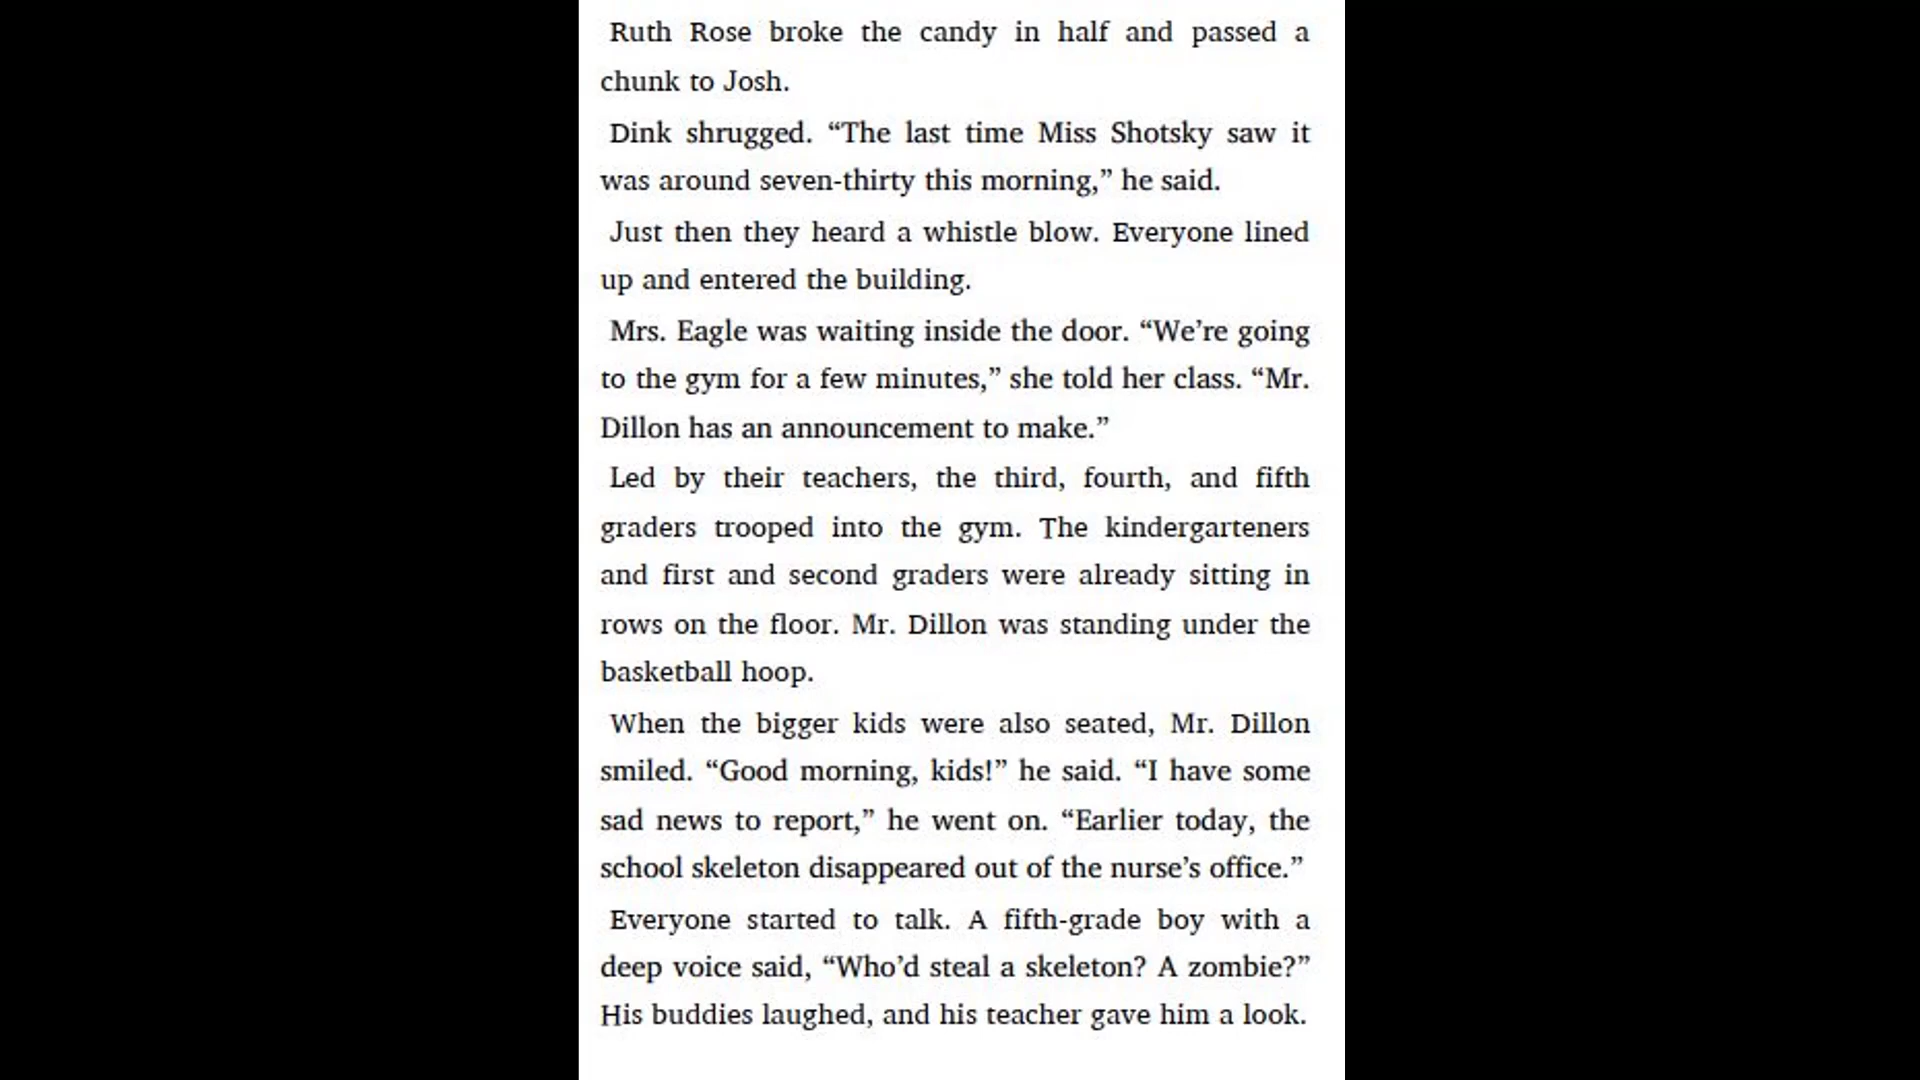 Ruth Rose broke the candy in half and passed a
chunk to Josh.
Dink shrugged. “The last time Miss Shotsky saw it
was around seven-thirty this morning,” he said.
Just then they heard a whistle blow. Everyone lined
up and entered the building.
Mrs. Eagle was waiting inside the door. “We’re going
to the gym for a few minutes,” she told her class. “Mr.
Dillon has an announcement to make.”
Led by their teachers, the third, fourth, and fifth
graders trooped into the gym. The kindergarteners
and first and second graders were already sitting in
rows on the floor. Mr. Dillon was standing under the
basketball hoop.
When the bigger kids were also seated, Mr. Dillon
smiled. “Good morning, kids!” he said. “I have some
sad news to report,” he went on. “Earlier today, the
school skeleton disappeared out of the nurse’s office.”
Everyone started to talk. A fifth-grade boy with a
deep voice said, “Who’d steal a skeleton? A zombie?”
His buddies laughed, and his teacher gave him a look.